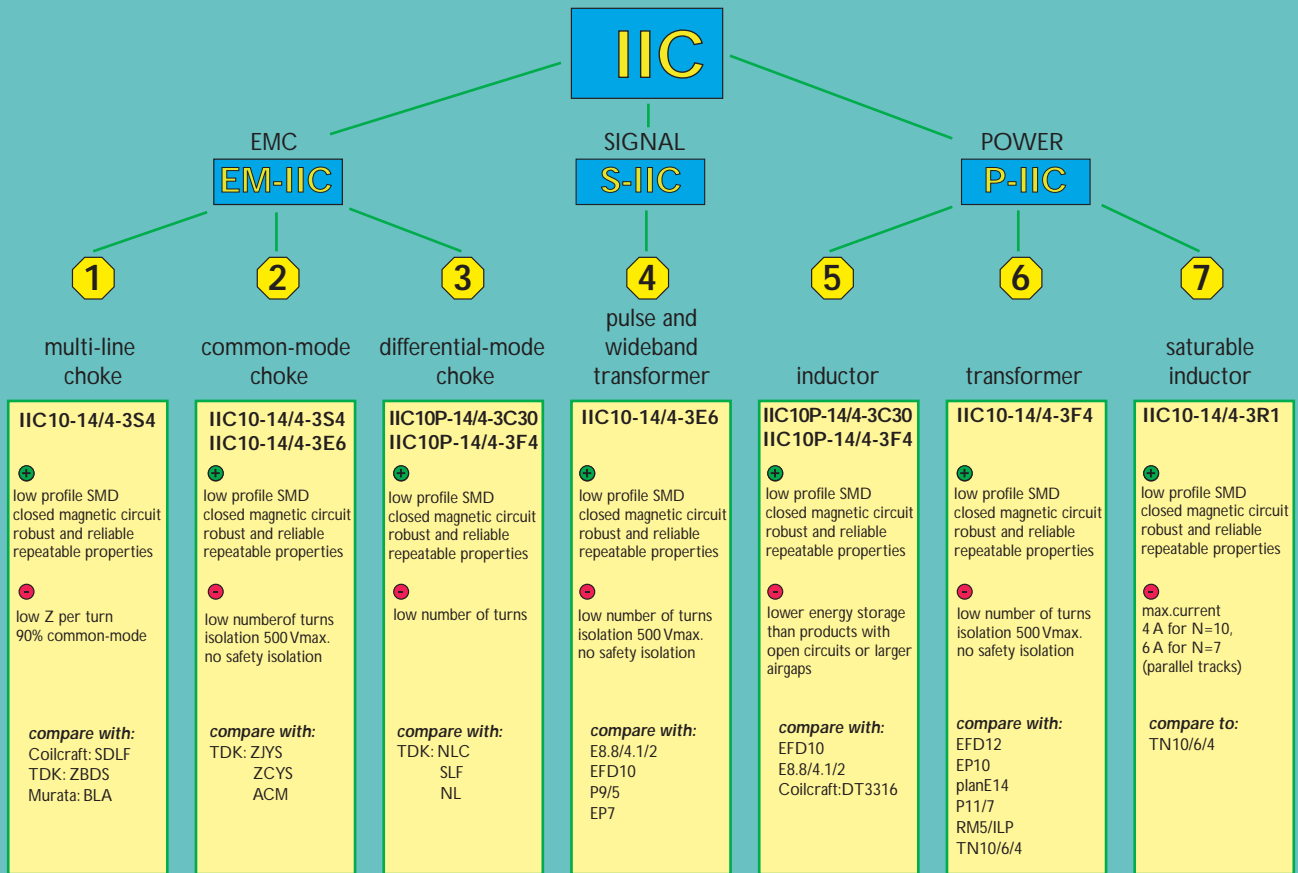 IIC
EMC
EM-IIC
SIGNAL
S-IIC
POWER
P-IIC
1
multi-line
choke
IIC10-14/4-3S4
+
low profile SMD
closed magnetic circuit
robust and reliable
repeatable properties
-
low Z per turn
90% common-mode
compare with:
Coilcraft: SDLF
TDK: ZBDS
Murata: BLA
2
common-mode
choke
IIC10-14/4-3S4
IIC10-14/4-3E6
+
low profile SMD
closed magnetic circuit
robust and reliable
repeatable properties
-
low numberof turns
isolation 500 Vmax.
no safety isolation
compare with:
TDK: ZJYS
ZCYS
ACM
3
differential-mode
choke
IIC10P-14/4-3C30
IIC10P-14/4-3F4
+
low profile SMD
closed magnetic circuit
robust and reliable
repeatable properties
-
low number of turns
compare with:
TDK: NLC
SLF
NL
4
pulse and
wideband
transformer
IIC10-14/4-3E6
+
low profile SMD
closed magnetic circuit
robust and reliable
repeatable properties
-
low number of turns
isolation 500 Vmax.
no safety isolation
compare with:
E8.8/4.1/2
EFD10
P9/5
EP7
5
inductor
IIC10P-14/4-3C30
IIC10P-14/4-3F4
+
low profile SMD
closed magnetic circuit
robust and reliable
repeatable properties
-
lower energy storage
than products with
open circuits or larger
airgaps
compare with:
EFD10
E8.8/4.1/2
Coilcraft:DT3316
6
transformer
IIC10-14/4-3F4
+
low profile SMD
closed magnetic circuit
robust and reliable
repeatable properties
-
low number of turns
isolation 500 Vmax.
no safety isolation
compare with:
EFD12
EP10
planE14
P11/7
RM5/ILP
TN10/6/4
7
saturable
inductor
IIC10-14/4-3R1
+
low profile SMD
closed magnetic circuit
robust and reliable
repeatable properties
-
max.current
4 A for N=10,
6 A for N=7
(parallel tracks)
compare to:
TN10/6/4